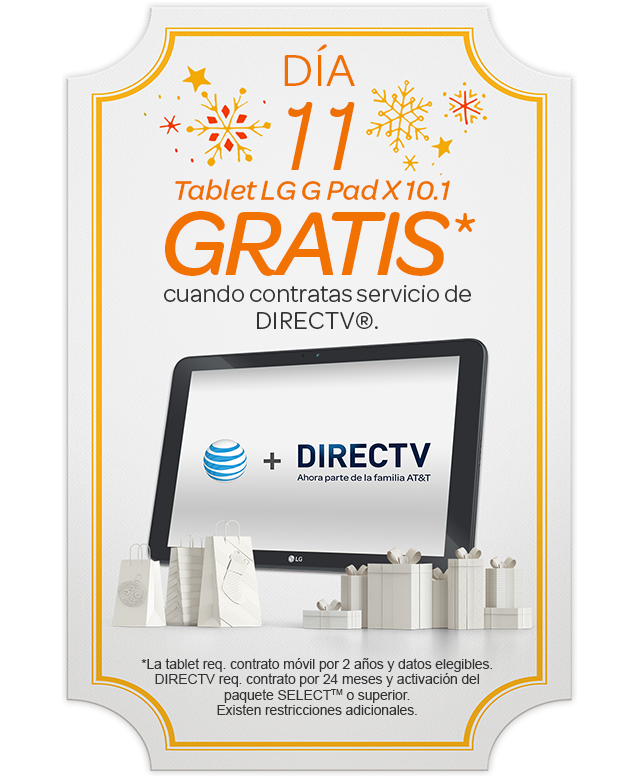 DÍA
11
Tablet LG G Pad X 10.1
GRATIS*
cuando contratas servicio de
DIRECTV®.
+ DIRECTV
Ahora parte de la familia AT&T
LG
*La tablet req. contrato móvil por 2 años y datos elegibles.
DIRECTV req. contrato por 24 meses y activación del
paquete SELECT™ o superior.
Existen restricciones adicionales.